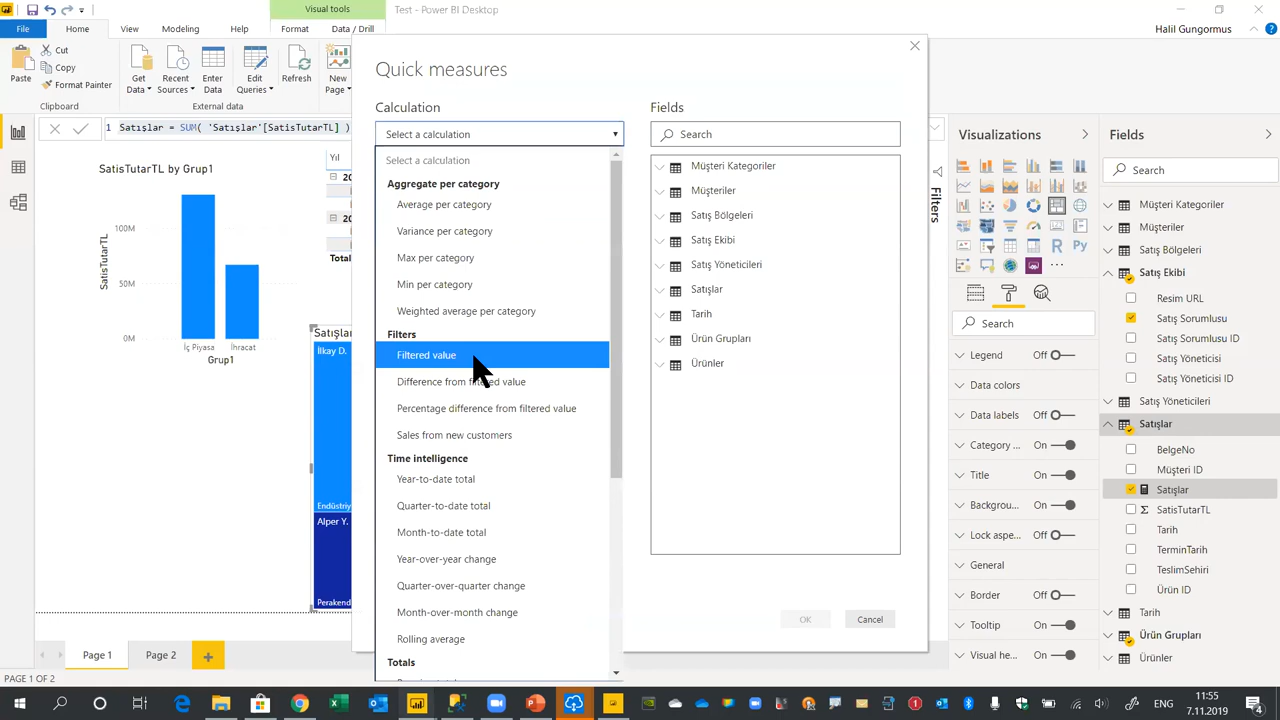 Visual tools
Test - Power BI Desktop
File
Home
View
Modeling
Help
Format
Data / Drill
Halil Gungormus
Paste
Cut
Copy
Format Painter
Clipboard
Get Data
Recent Sources
Enter Data
Edit Queries
Refresh
External data
New Page
1 Satışlar = SUM( 'Satışlar'[SatisTutarTL] )
SatisTutarTL by Grup1
100M
50M
0M
SatisTutarTL
İç Piyasa
İhracat
Grup1
Yıl
20
20
Total
Satışlar
İlkay D.
Endüstriy
Alper Y.
Perakend
Quick measures
Calculation
Select a calculation
Select a calculation
Aggregate per category
Average per category
Variance per category
Max per category
Min per category
Weighted average per category
Filters
Filtered value
Difference from filtered value
Percentage difference from filtered value
Sales from new customers
Time intelligence
Year-to-date total
Quarter-to-date total
Month-to-date total
Year-over-year change
Quarter-over-quarter change
Month-over-month change
Rolling average
Totals
Fields
Search
Müşteri Kategoriler
Müşteriler
Satış Bölgeleri
Satış Ekibi
Satış Yöneticileri
Satışlar
Tarih
Ürün Grupları
Ürünler
OK
Cancel
Filters
Visualizations
R
Py
Search
Legend Off
Data colors
Data labels Off
Category ... On
Title On
Backgrou... On
Lock aspe... Off
General
Border Off
Tooltip On
Visual he... On
Fields
Search
Müşteri Kategoriler
Müşteriler
Satış Bölgeleri
Satış Ekibi
Resim URL
Satış Sorumlusu
Satış Sorumlusu ID
Satış Yöneticisi
Satış Yöneticisi ID
Satış Yöneticileri
Satışlar
BelgeNo
Müşteri ID
Satışlar
SatisTutarTL
Tarih
TerminTarih
TeslimSehiri
Ürün ID
Tarih
Ürün Grupları
Ürünler
Page 1
Page 2
PAGE 1 OF 2
ENG
11:55
7.11.2019